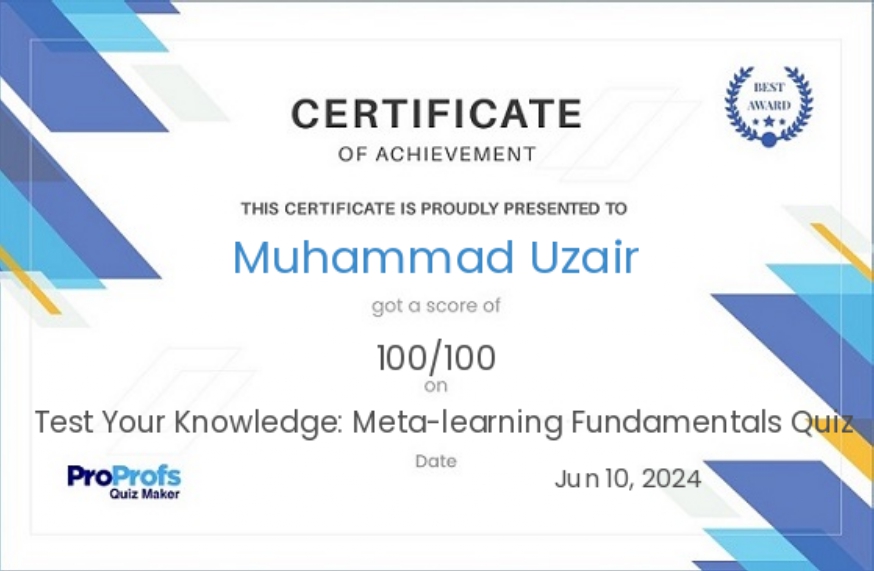 BEST
AWARD
CERTIFICATE
OF ACHIEVEMENT
THIS CERTIFICATE IS PROUDLY PRESENTED TO
Muhammad Uzair
got a score of
100/100
on
Test Your Knowledge: Meta-learning Fundamentals Quiz
Date
Jun 10, 2024
ProProfs
Quiz Maker